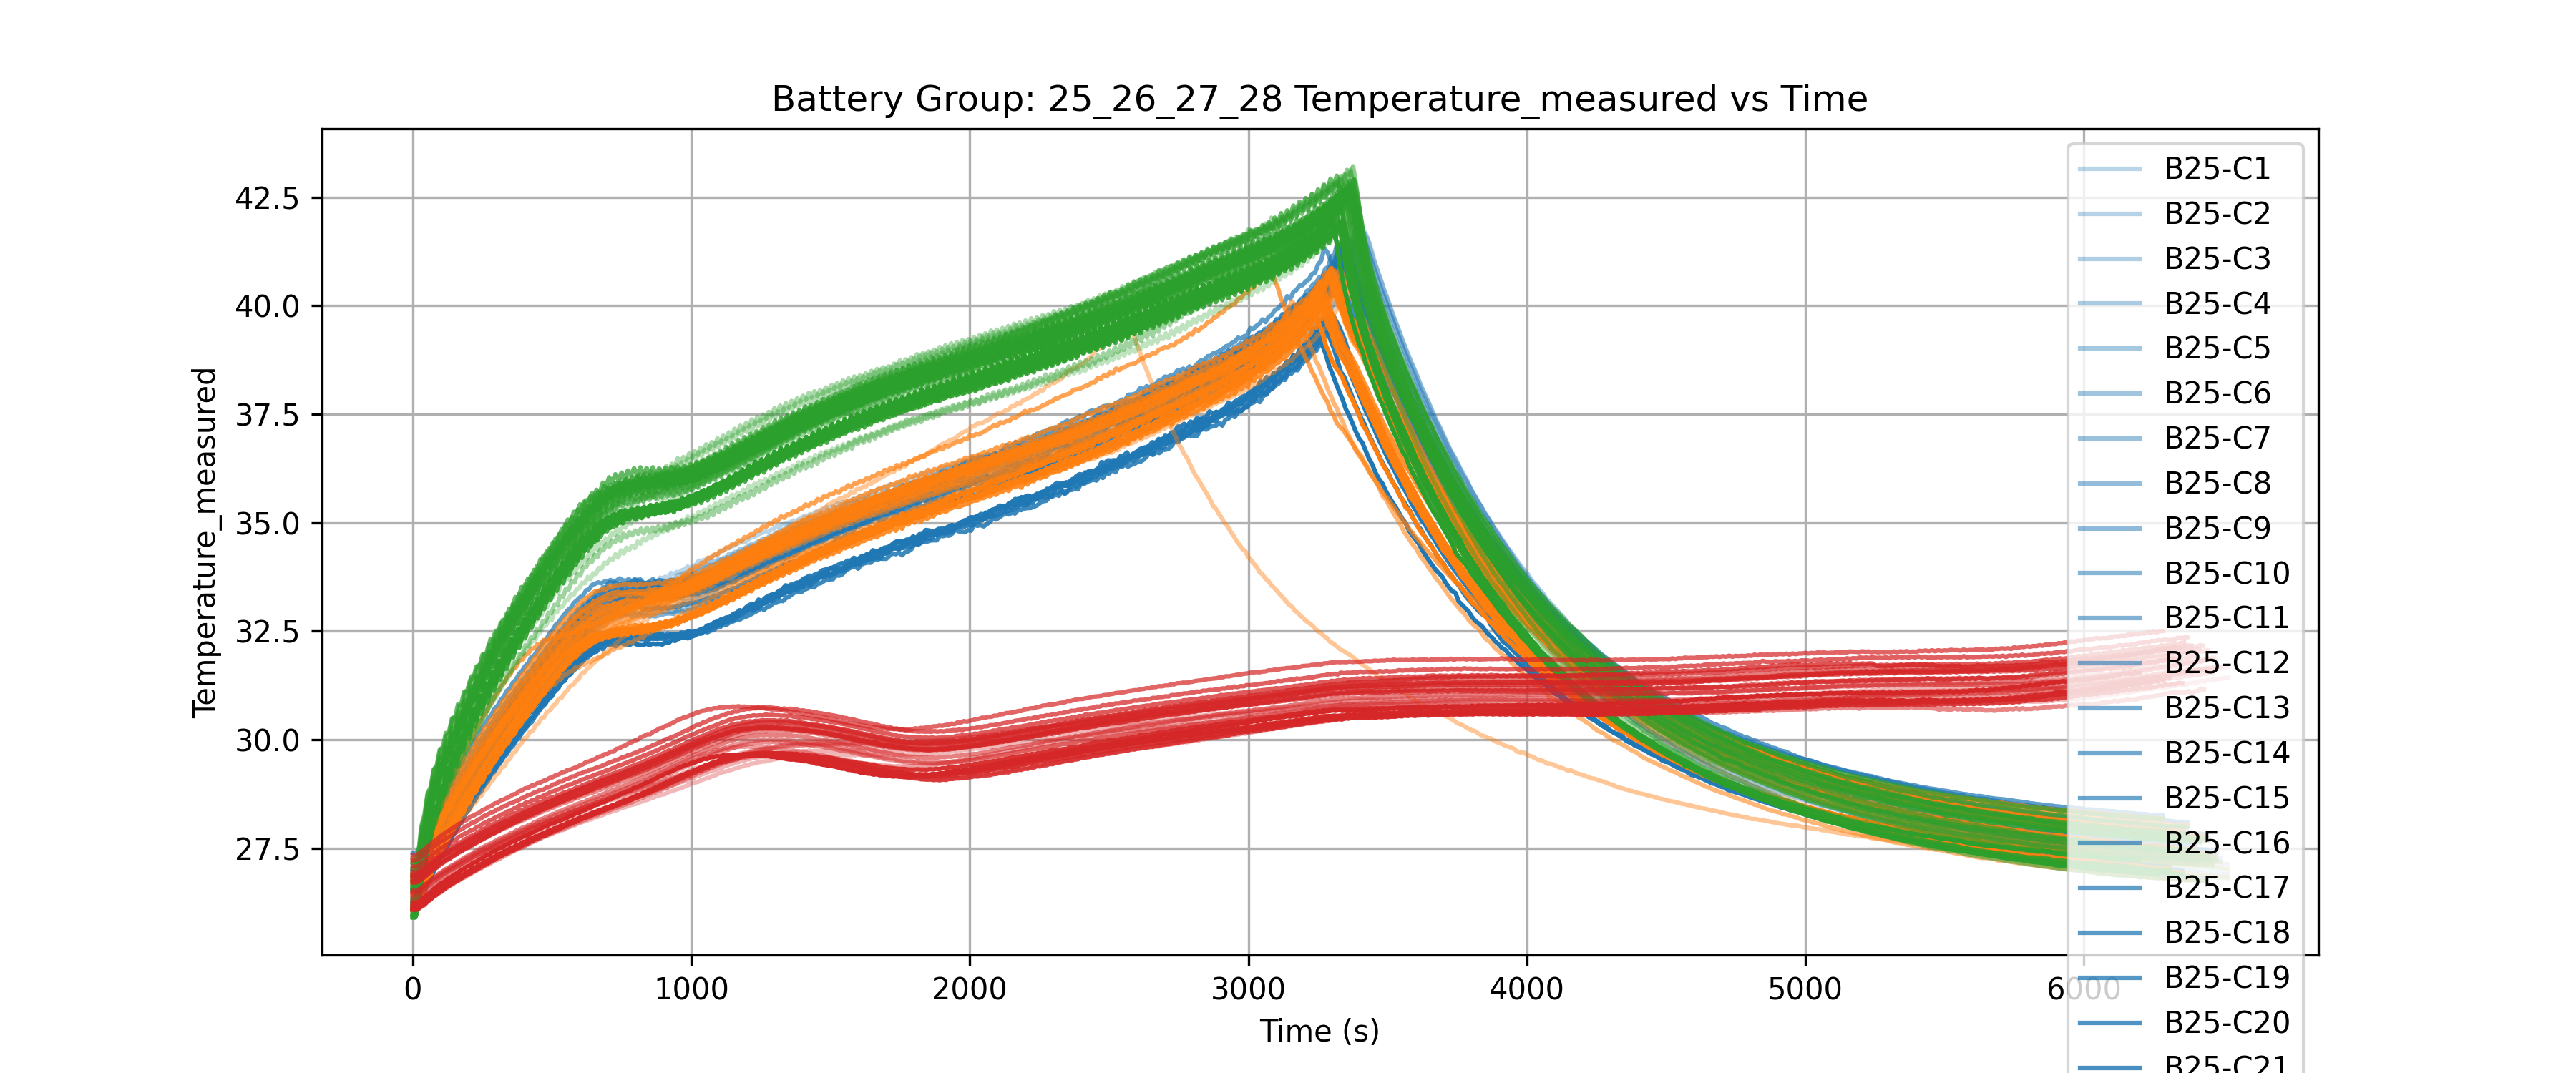 Battery Group: 25_26_27_28 Temperature_measured vs Time
Temperature_measured
42.5
40.0
37.5
35.0
32.5
30.0
27.5
0
1000
2000
3000
4000
5000
6000
Time (s)
B25-C1
B25-C2
B25-C3
B25-C4
B25-C5
B25-C6
B25-C7
B25-C8
B25-C9
B25-C10
B25-C11
B25-C12
B25-C13
B25-C14
B25-C15
B25-C16
B25-C17
B25-C18
B25-C19
B25-C20
B25-C21